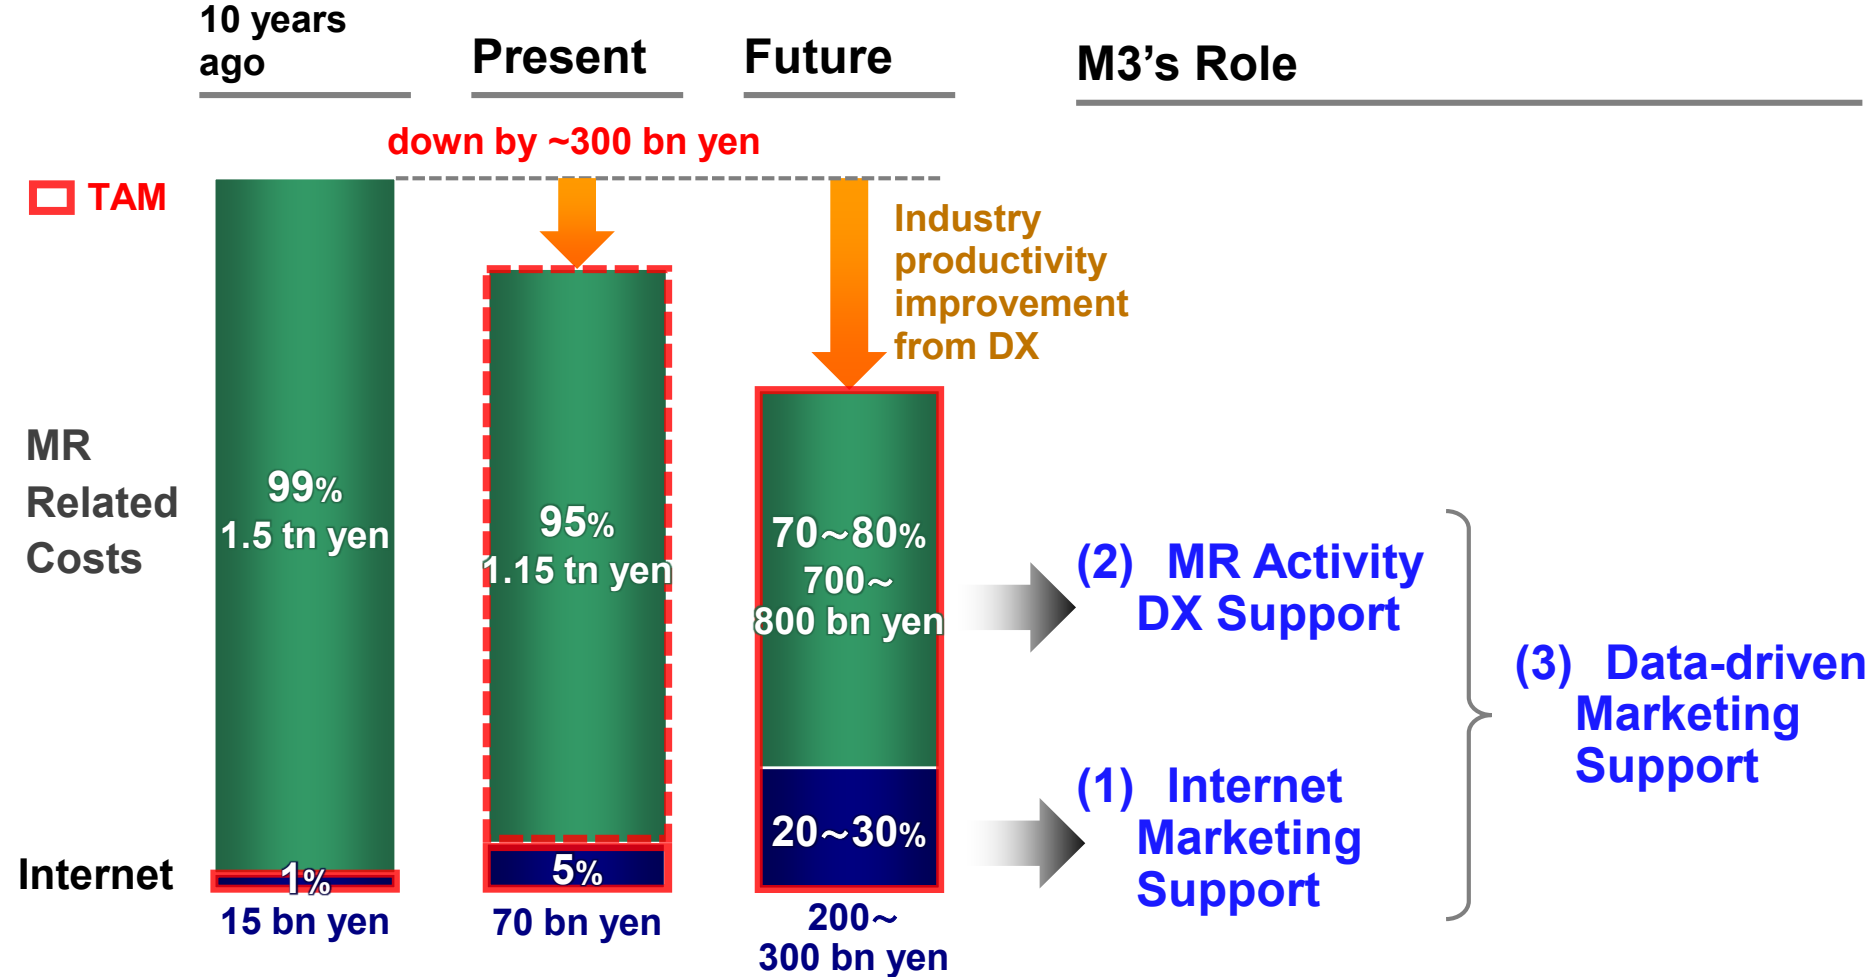 10 years
ago
Present
Future
M3's Role
down by ~300 bn yen
TAM
Industry
productivity
improvement
from DX
MR
Related
Costs
99%
1.5 tn yen
95%
1.15 tn yen
70～80%
700～
800 bn yen
(2) MR Activity
DX Support
(3) Data-driven
Marketing
Support
(1) Internet
Marketing
Support
20～30%
Internet
1%
5%
15 bn yen
70 bn yen
200～
300 bn yen